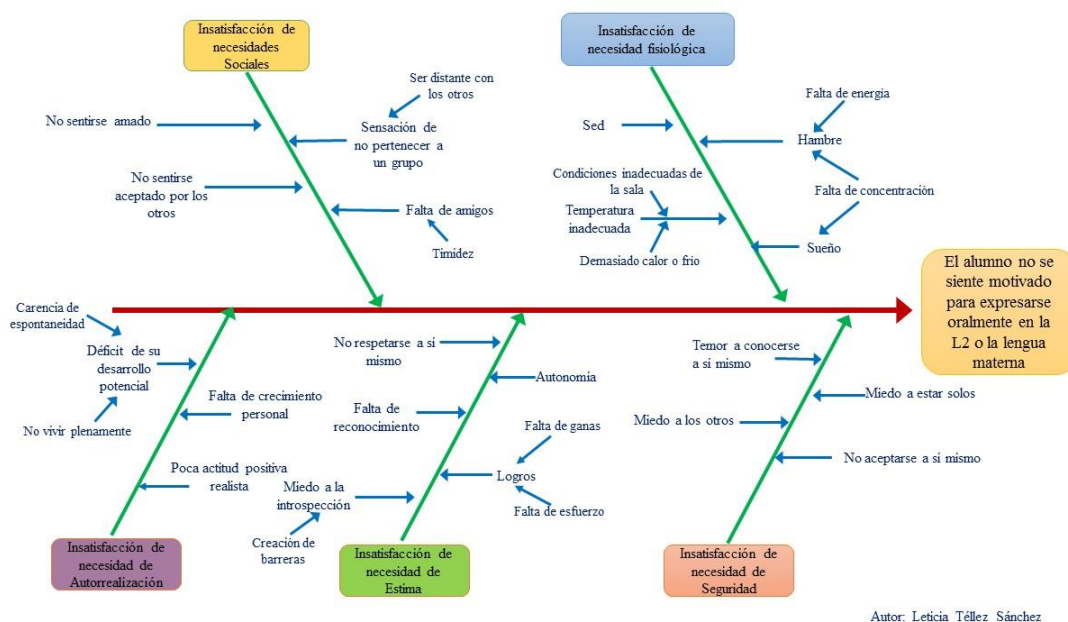 Insatisfacción de
necesidades
Sociales
Insatisfacción de
necesidad fisiológica
Ser distante con
los otros
No sentirse amado
Sensación de
no pertenecer a
un grupo
No sentirse
aceptado por los
otros
Falta de amigos
Timidez
Falta de energia
Sed
Hambre
Condiciones inadecuadas de
la sala
Temperatura
inadecuada
Falta de concentración
Demasiado calor o frio
Sueño
El alumno no se
siente motivado
para expresarse
oralmente en la
L2 o la lengua
materna
Carencia de
espontaneidad
Déficit de su
desarrollo
potencial
No vivir plenamente
Falta de crecimiento
personal
Poca actitud positiva
realista
Insatisfacción de
necesidad de
Autorrealización
No respetarse a si
mismo
Autonomia
Falta de
reconocimiento
Falta de ganas
Logros
Falta de esfuerzo
Miedo a la
introspección
Creación de
barreras
Insatisfacción de
necesidad de
Estima
Temor a conocerse
a si mismo
Miedo a estar solos
Miedo a los otros
No aceptarse a si mismo
Insatisfacción de
necesidad de
Seguridad
Autor: Leticia Téllez Sánchez